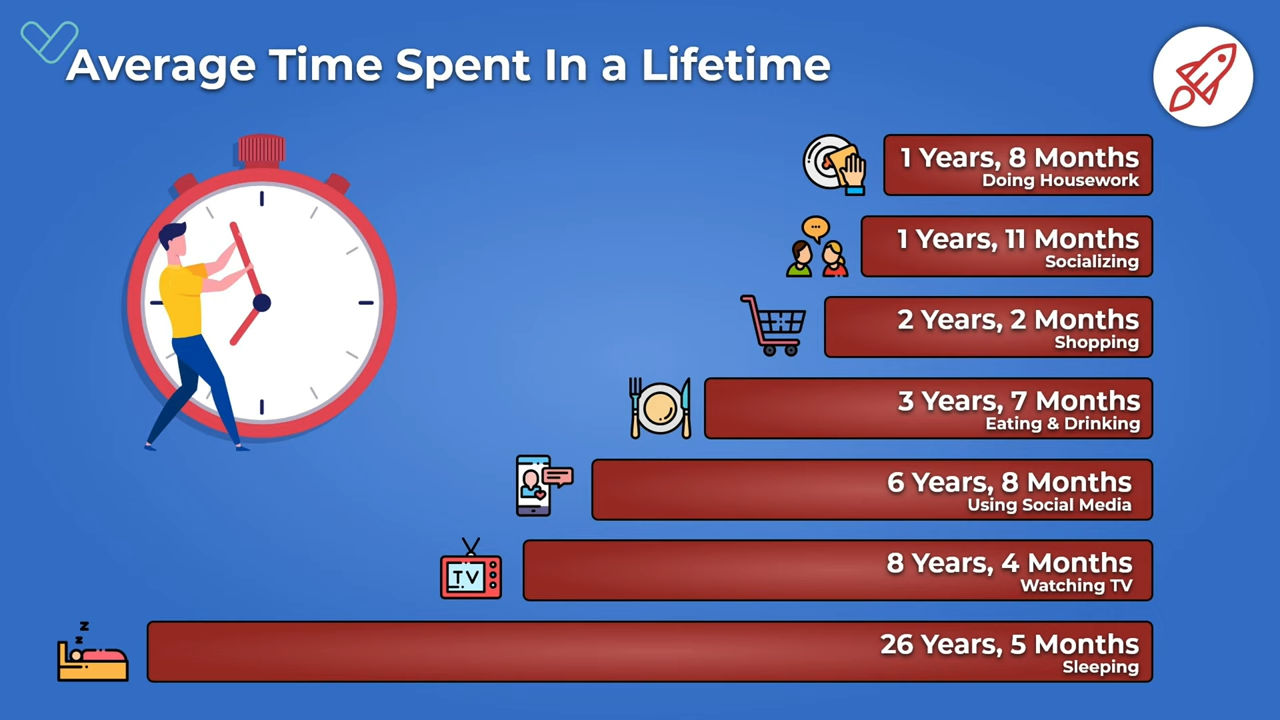 Average Time Spent In a Lifetime
1 Years, 8 Months
Doing Housework
1 Years, 11 Months
Socializing
2 Years, 2 Months
Shopping
3 Years, 7 Months
Eating & Drinking
6 Years, 8 Months
Using Social Media
8 Years, 4 Months
TV
Watching TV
z
z
26 Years, 5 Months
Sleeping